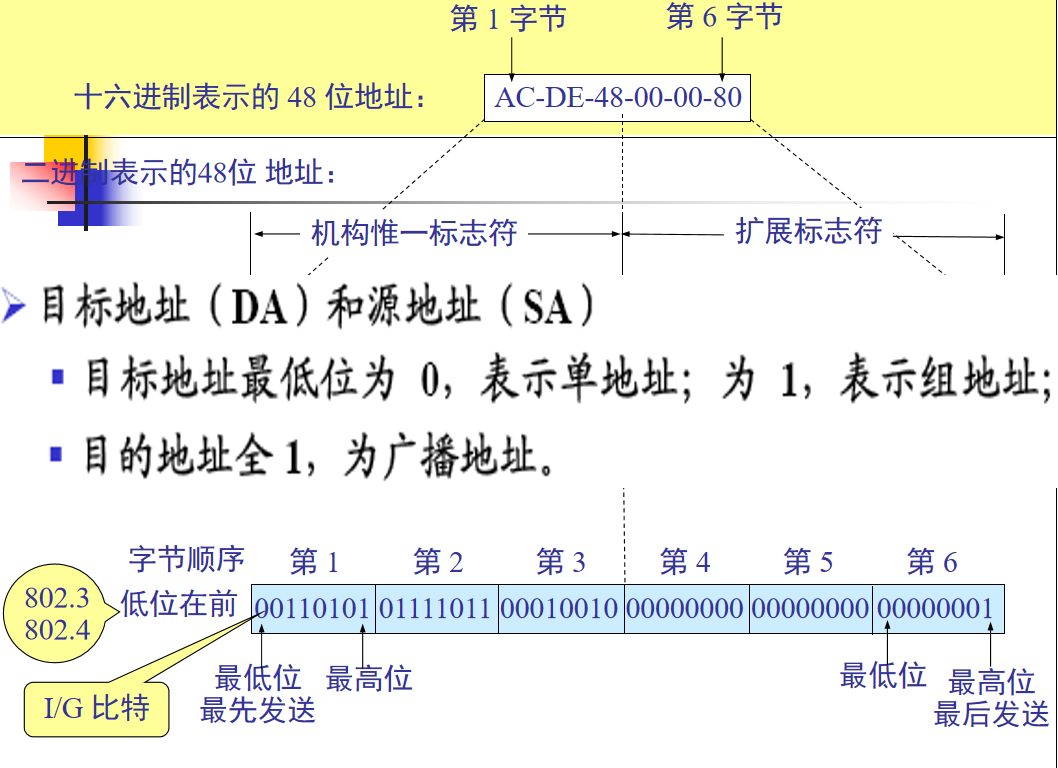 第 1 字节 第 6 字节
十六进制表示的 48 位地址： AC-DE-48-00-00-80
二进制表示的48位 地址：
机构惟一标志符 扩展标志符
目标地址（DA）和源地址（SA）
目标地址最低位为 0，表示单地址；为 1，表示组地址；
目的地址全 1，为广播地址。
字节顺序 第 1 第 2 第 3 第 4 第 5 第 6
802.3
802.4
低位在前 00110101 01111011 00010010 00000000 00000000 00000001
最低位 最高位 最低位 最高位
最先发送 最后发送
I/G 比特